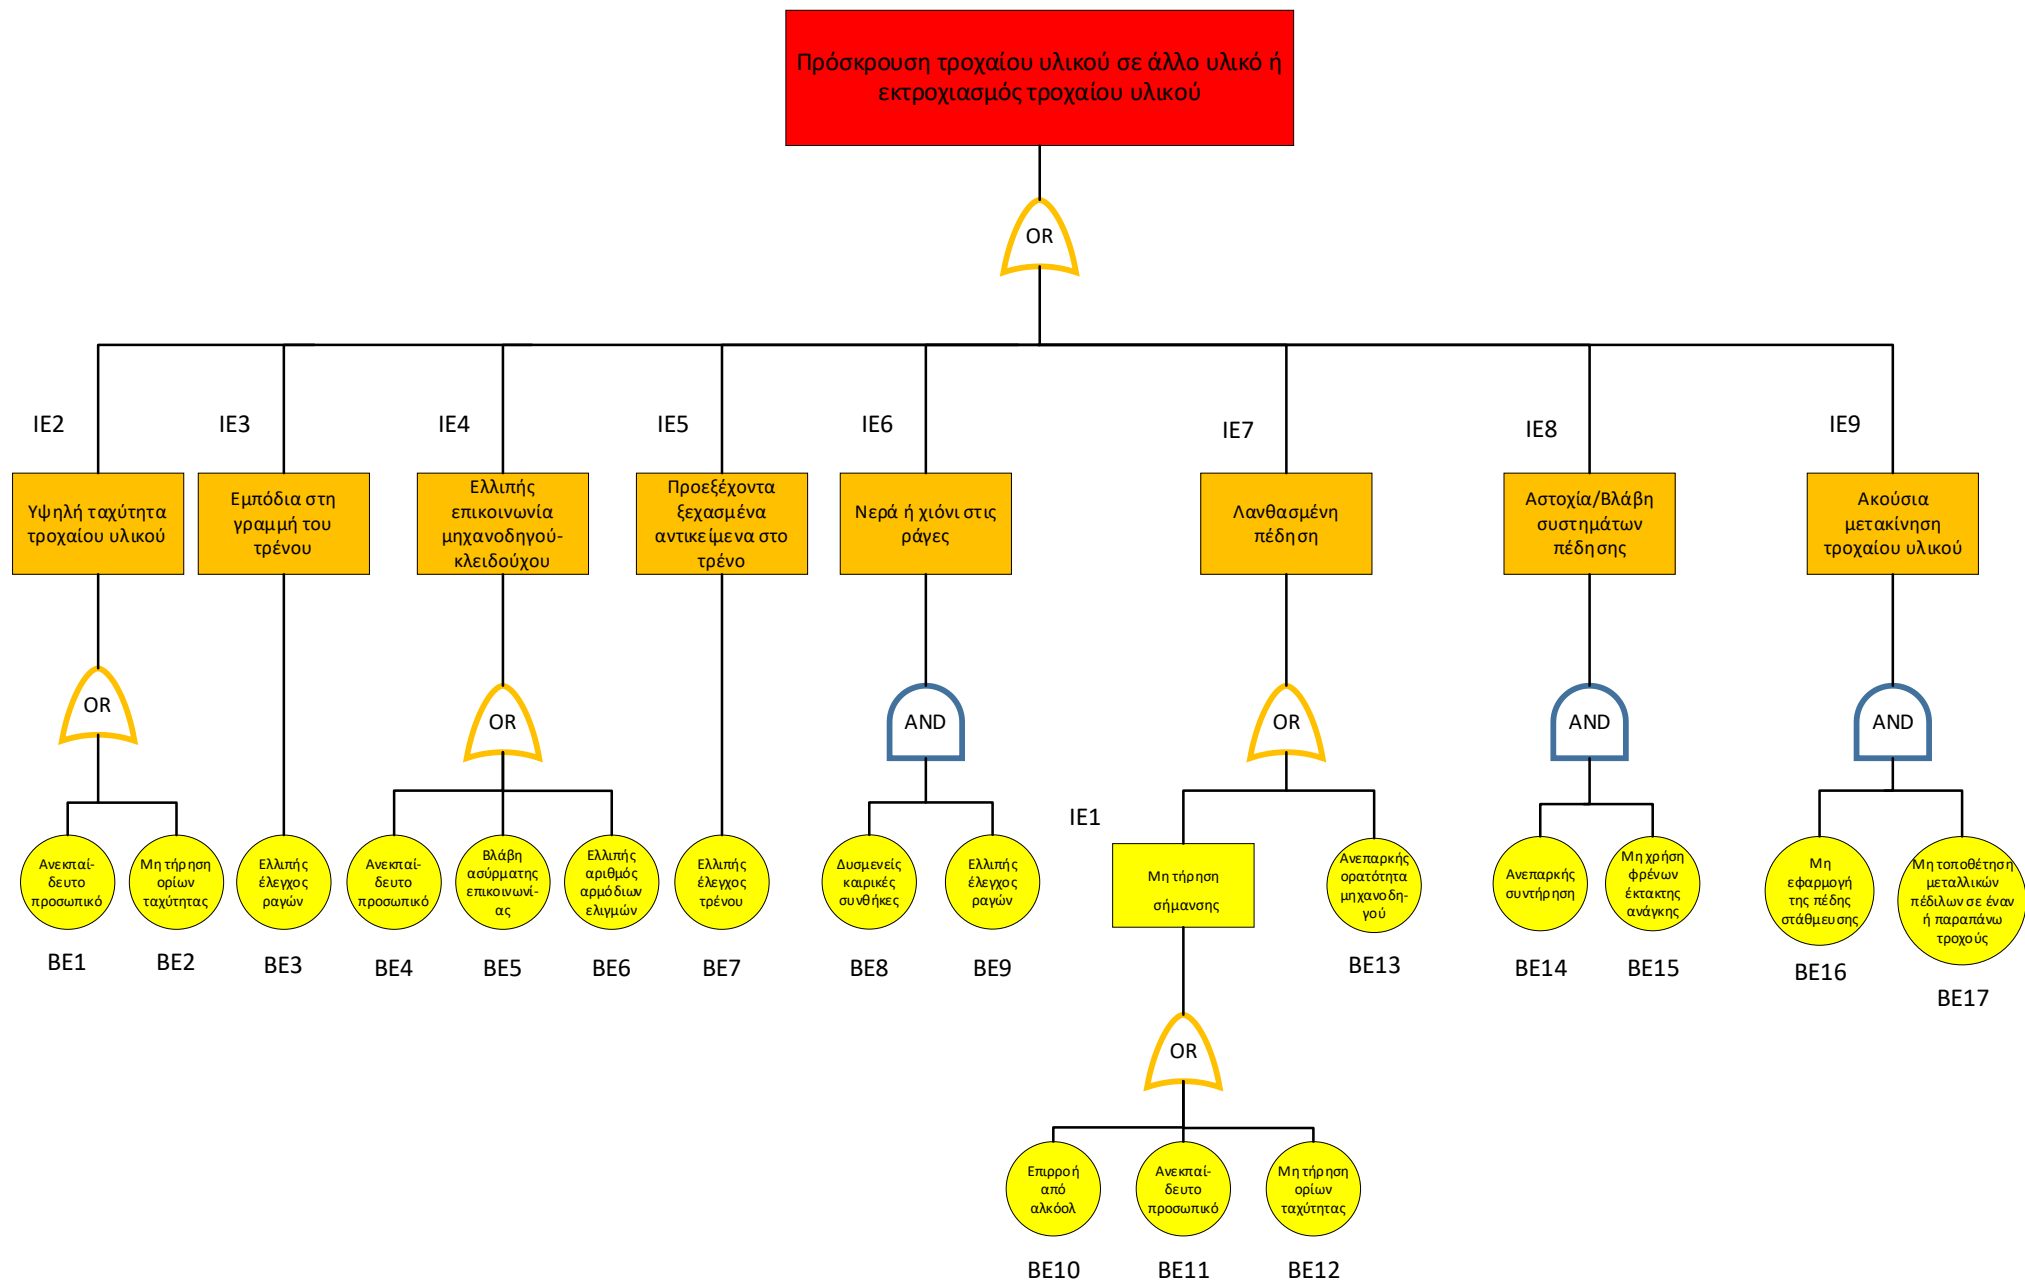 Πρόσκρουση τροχαίου υλικού σε άλλο υλικό ή
εκτροχιασμός τροχαίου υλικού
OR
IE2
IE3
IE4
IE5
IE6
IE7
IE8
IE9
Υψηλή ταχύτητα
τροχαίου υλικού
Εμπόδια στη
γραμμή του
τρένου
Ελλιπής
επικοινωνία
μηχανοδηγού-
κλειδούχου
Προεξέχοντα
ξεχασμένα
αντικείμενα στο
τρένο
Νερά ή χιόνι στις
ράγες
Λανθασμένη
πέδηση
Αστοχία/Βλάβη
συστημάτων
πέδησης
Ακούσια
μετακίνηση
τροχαίου υλικού
OR
OR
AND
OR
AND
AND
IE1
Ανεκπαί-
δευτο
προσωπικό
Μη τήρηση
ορίων
ταχύτητας
Ελλιπής
έλεγχος
ραγών
Ανεκπαί-
δευτο
προσωπικό
Βλάβη
ασύρματης
επικοινωνί-
ας
Ελλιπής
αριθμός
αρμόδιων
ελιγμών
Ελλιπής
έλεγχος
τρένου
Δυσμενείς
καιρικές
συνθήκες
Ελλιπής
έλεγχος
ραγών
Μη τήρηση
σήμανσης
Ανεπαρκής
ορατότητα
μηχανοδη-
γού
Ανεπαρκής
συντήρηση
Μη χρήση
φρένων
έκτακτης
ανάγκης
Μη
εφαρμογή
της πέδης
στάθμευσης
Μη τοποθέτηση
μεταλλικών
πέδιλων σε έναν
ή παραπάνω
τροχούς
BE1
BE2
BE3
BE4
BE5
BE6
BE7
BE8
BE9
BE13
BE14
BE15
BE16
BE17
OR
Επιρροή
από
αλκόολ
Ανεκπαί-
δευτο
προσωπικό
Μη τήρηση
ορίων
ταχύτητας
BE10
BE11
BE12